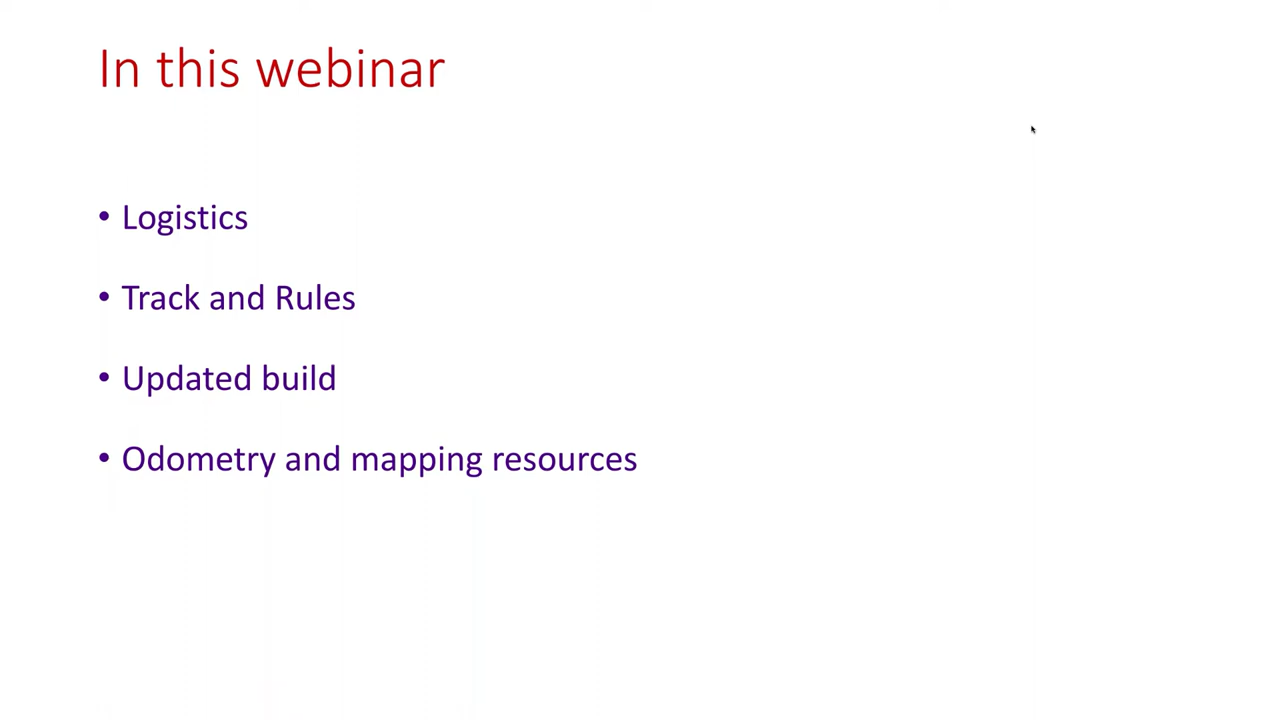 In this webinar
• Logistics
• Track and Rules
• Updated build
• Odometry and mapping resources